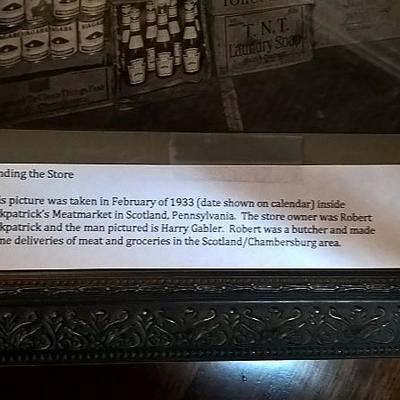 NIAGARA
T.N.T.
Laundry Soap
nding the Store
is picture was taken in February of 1933 (date shown on calendar) inside
kpatrick's Meatmarket in Scotland, Pennsylvania. The store owner was Robert
kpatrick and the man pictured is Harry Gabler. Robert was a butcher and made
me deliveries of meat and groceries in the Scotland/Chambersburg area.